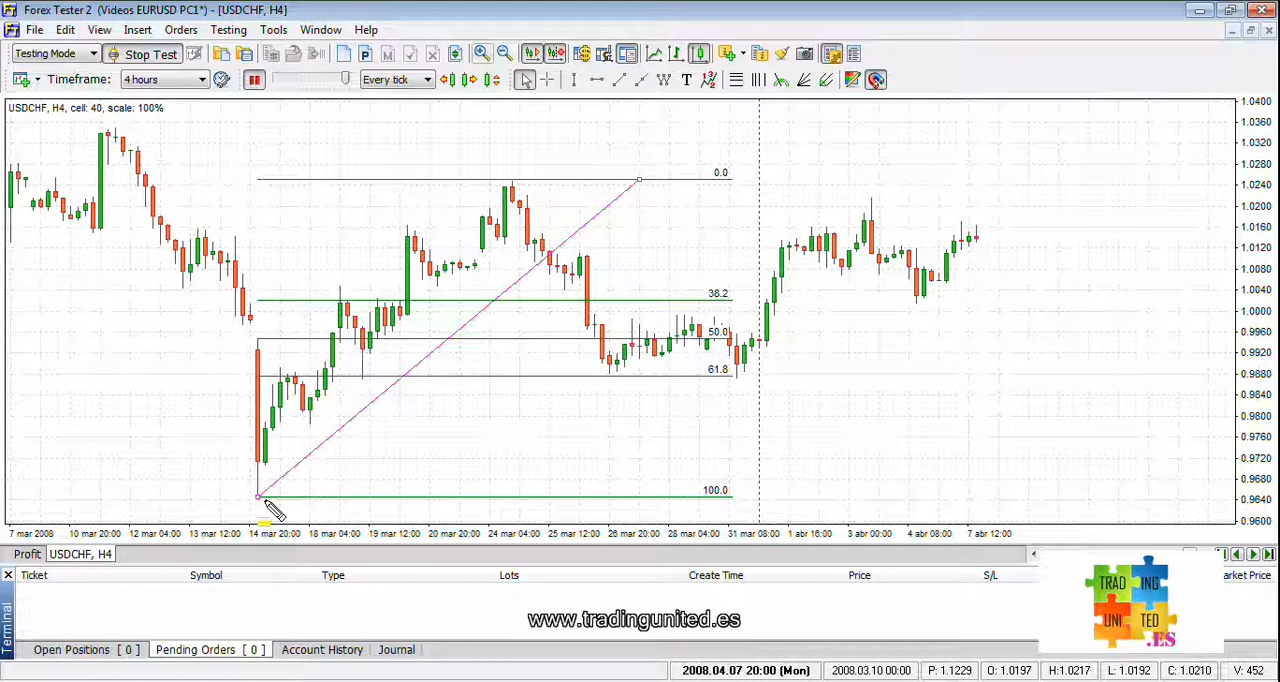 Forex Tester 2 (Videos EURUSD PC1*) - [USDCHF, H4]
File Edit View Insert Orders Testing Tools Window Help
Testing Mode Stop Test
Timeframe: 4 hours Every tick
USDCHF, H4, cell: 40, scale: 100%
0.0
38.2
50.0
61.8
100.0
1.0400
1.0360
1.0320
1.0280
1.0240
1.0200
1.0160
1.0120
1.0080
1.0040
1.0000
0.9960
0.9920
0.9880
0.9840
0.9800
0.9760
0.9720
0.9680
0.9640
0.9600
7 mar 2008 10 mar 20:00 12 mar 04:00 13 mar 12:00 14 mar 20:00 18 mar 04:00 19 mar 12:00 20 mar 20:00 24 mar 04:00 25 mar 12:00 26 mar 20:00 28 mar 04:00 31 mar 08:00 1 abr 16:00 3 abr 00:00 4 abr 08:00 7 abr 12:00
Profit USDCHF, H4
Ticket Symbol Type Lots Create Time Price S/L arket Price
Terminal
TRAD ING
UNI TED
.ES
www.tradingunited.es
Open Positions [ 0 ] Pending Orders [ 0 ] Account History Journal
2008.04.07 20:00 (Mon) 2008.03.10 00:00 P: 1.1229 O: 1.0197 H: 1.0217 L: 1.0192 C: 1.0210 V: 452